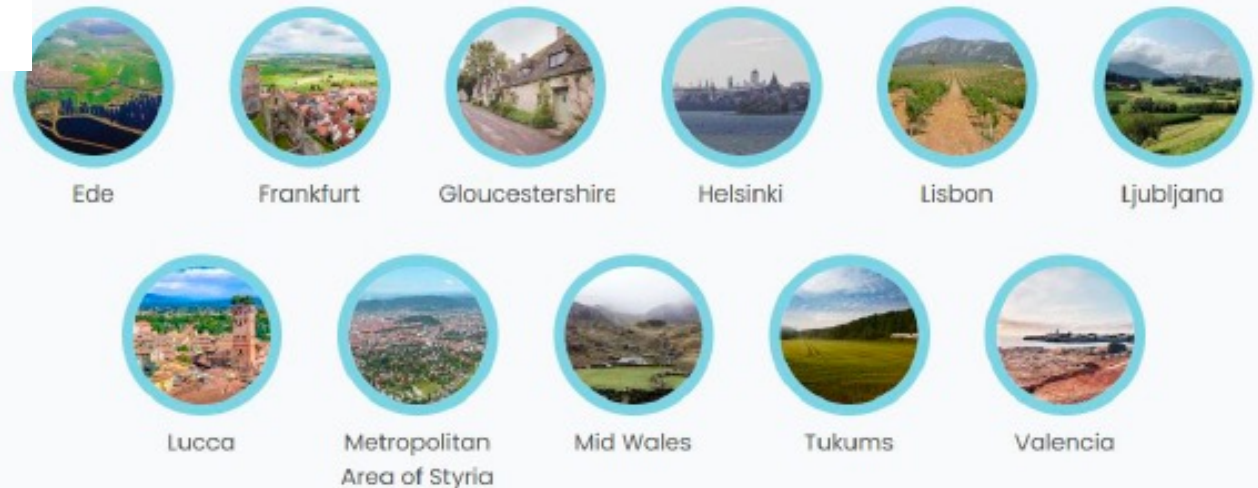 Ede
Frankfurt
Gloucestershire
Helsinki
Lisbon
Ljubljana
Lucca
Metropolitan
Area of Styria
Mid Wales
Tukums
Valencia